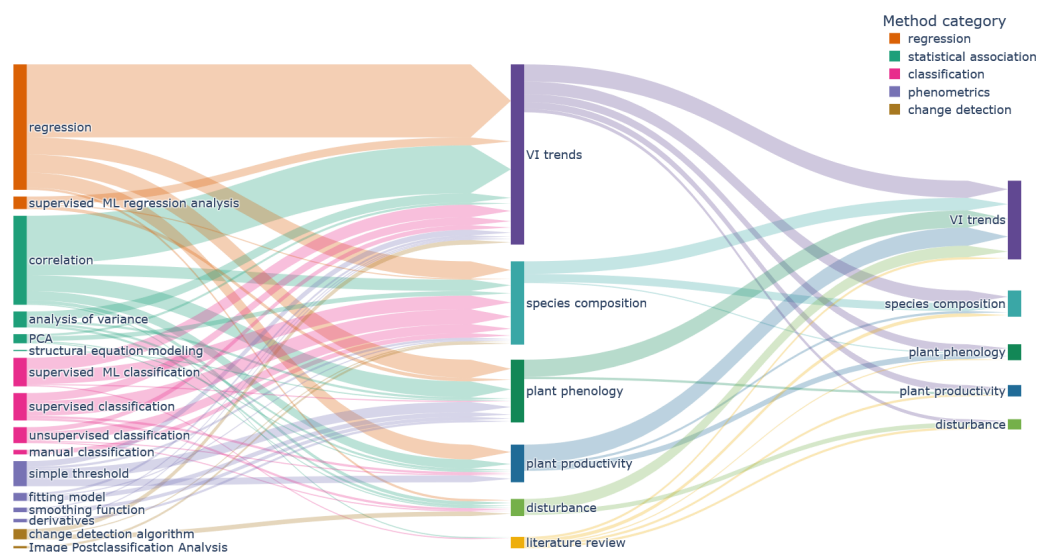 Method category
regression
statistical association
classification
phenometrics
change detection
regression
supervised  ML regression analysis
correlation
analysis of variance
PCA
structural equation modeling
supervised  ML classification
supervised classification
unsupervised classification
manual classification
simple threshold
fitting model
smoothing function
derivatives
change detection algorithm
Image Postclassification Analysis
VI trends
species composition
plant phenology
plant productivity
disturbance
literature review
VI trends
species composition
plant phenology
plant productivity
disturbance